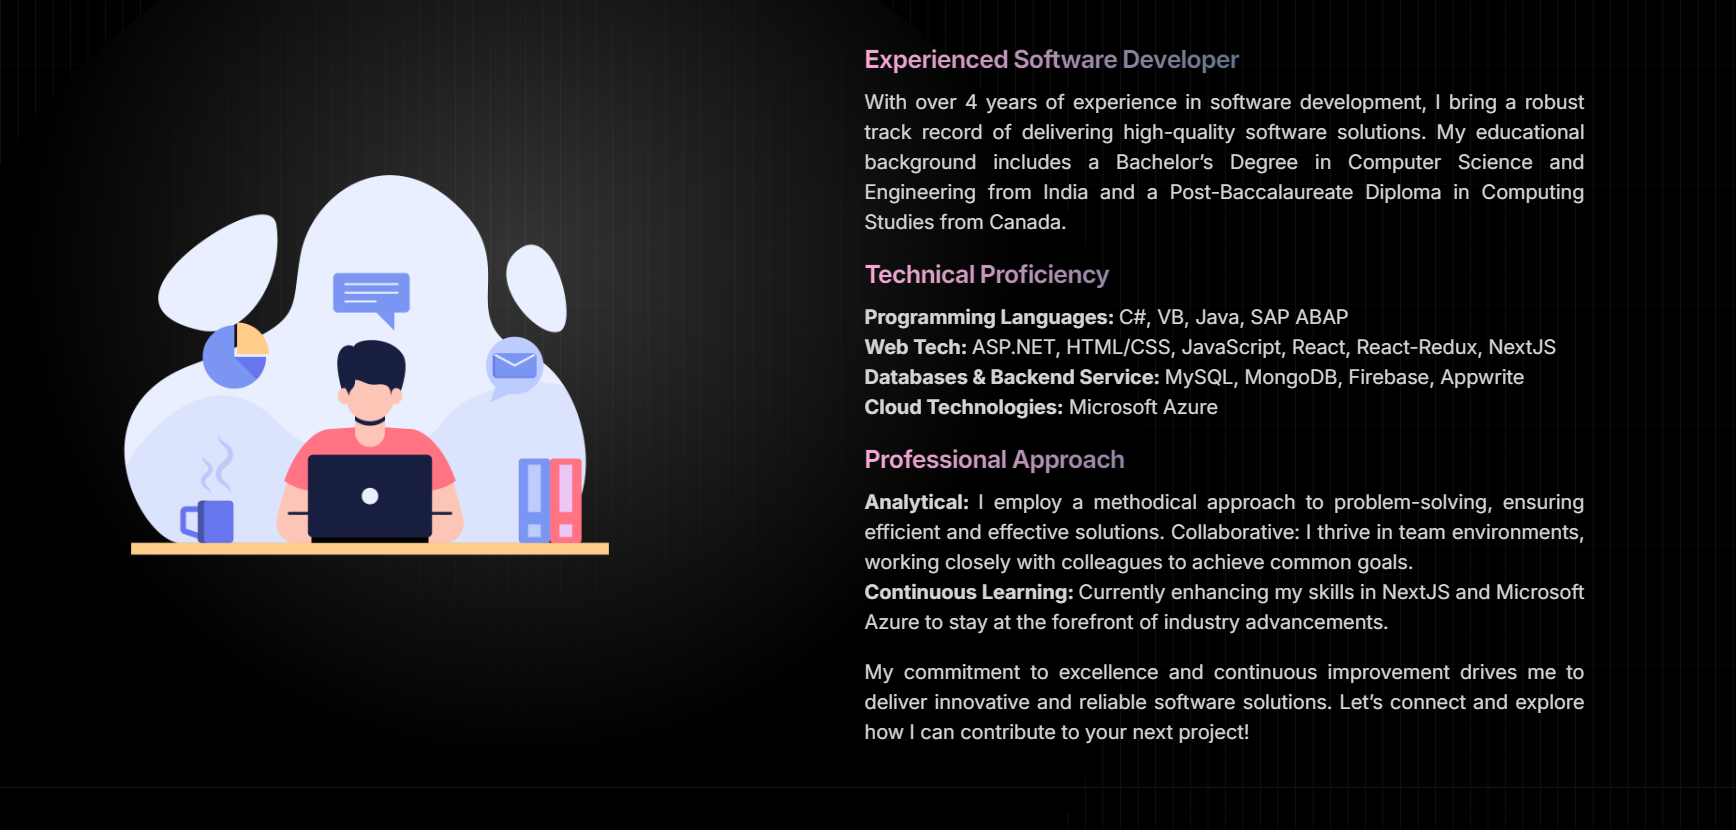 Experienced Software Developer
With over 4 years of experience in software development, I bring a robust
track record of delivering high-quality software solutions. My educational
background includes a Bachelor’s Degree in Computer Science and
Engineering from India and a Post-Baccalaureate Diploma in Computing
Studies from Canada.
Technical Proficiency
Programming Languages: C#, VB, Java, SAP ABAP
Web Tech: ASP.NET, HTML/CSS, JavaScript, React, React-Redux, NextJS
Databases & Backend Service: MySQL, MongoDB, Firebase, Appwrite
Cloud Technologies: Microsoft Azure
Professional Approach
Analytical: I employ a methodical approach to problem-solving, ensuring
efficient and effective solutions. Collaborative: I thrive in team environments,
working closely with colleagues to achieve common goals.
Continuous Learning: Currently enhancing my skills in NextJS and Microsoft
Azure to stay at the forefront of industry advancements.
My commitment to excellence and continuous improvement drives me to
deliver innovative and reliable software solutions. Let’s connect and explore
how I can contribute to your next project!